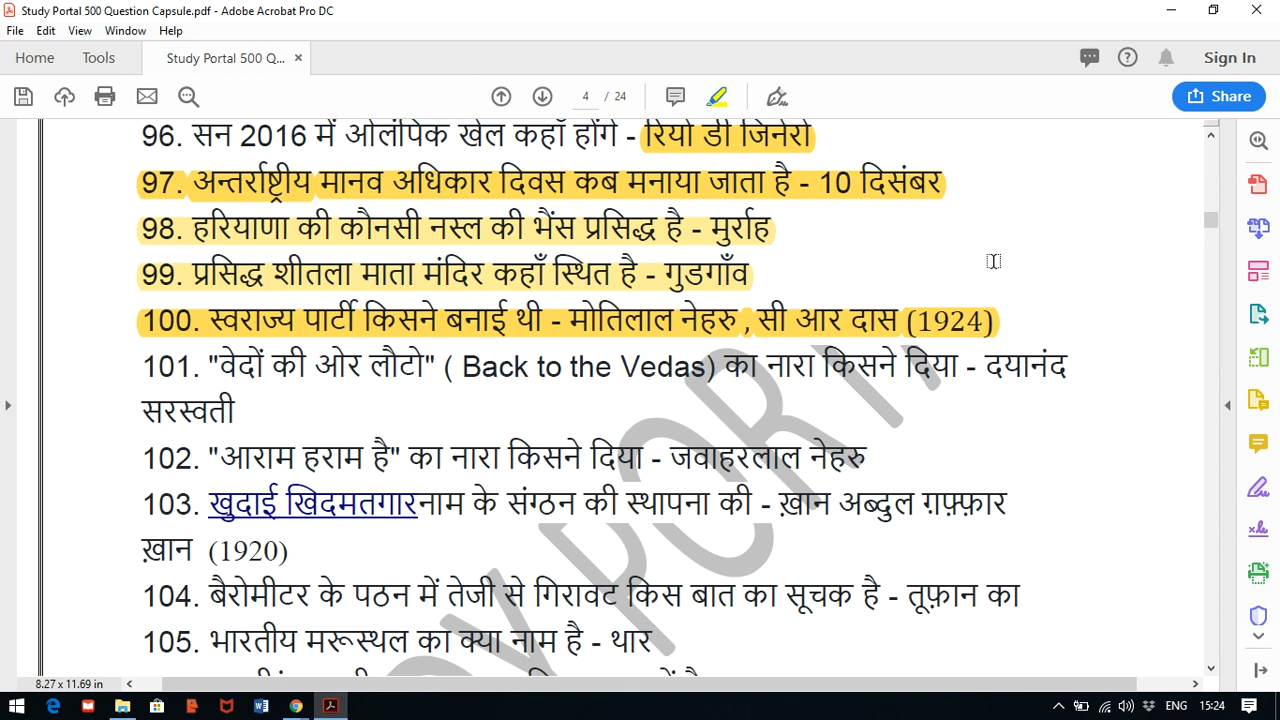 Study Portal 500 Question Capsule.pdf - Adobe Acrobat Pro DC
File Edit View Window Help
Home Tools Study Portal 500 Q... × Sign In
4 / 24 Share
96. सन 2016 में ओलंपिक खेल कहाँ होंगे - रियो डी जिनेरो
97. अन्तर्राष्ट्रीय मानव अधिकार दिवस कब मनाया जाता है - 10 दिसंबर
98. हरियाणा की कौनसी नस्ल की भैंस प्रसिद्ध है - मुर्राह
99. प्रसिद्ध शीतला माता मंदिर कहाँ स्थित है - गुडगाँव
100. स्वराज्य पार्टी किसने बनाई थी - मोतिलाल नेहरु , सी आर दास (1924)
101. "वेदों की ओर लौटो" ( Back to the Vedas) का नारा किसने दिया - दयानंद
सरस्वती
102. "आराम हराम है" का नारा किसने दिया - जवाहरलाल नेहरु
103. खुदाई खिदमतगारनाम के संग्ठन की स्थापना की - ख़ान अब्दुल ग़फ़्फ़ार
ख़ान (1920)
104. बैरोमीटर के पठन में तेजी से गिरावट किस बात का सूचक है - तूफ़ान का
105. भारतीय मरूस्थल का क्या नाम है - थार
8.27 x 11.69 in
ENG 15:24